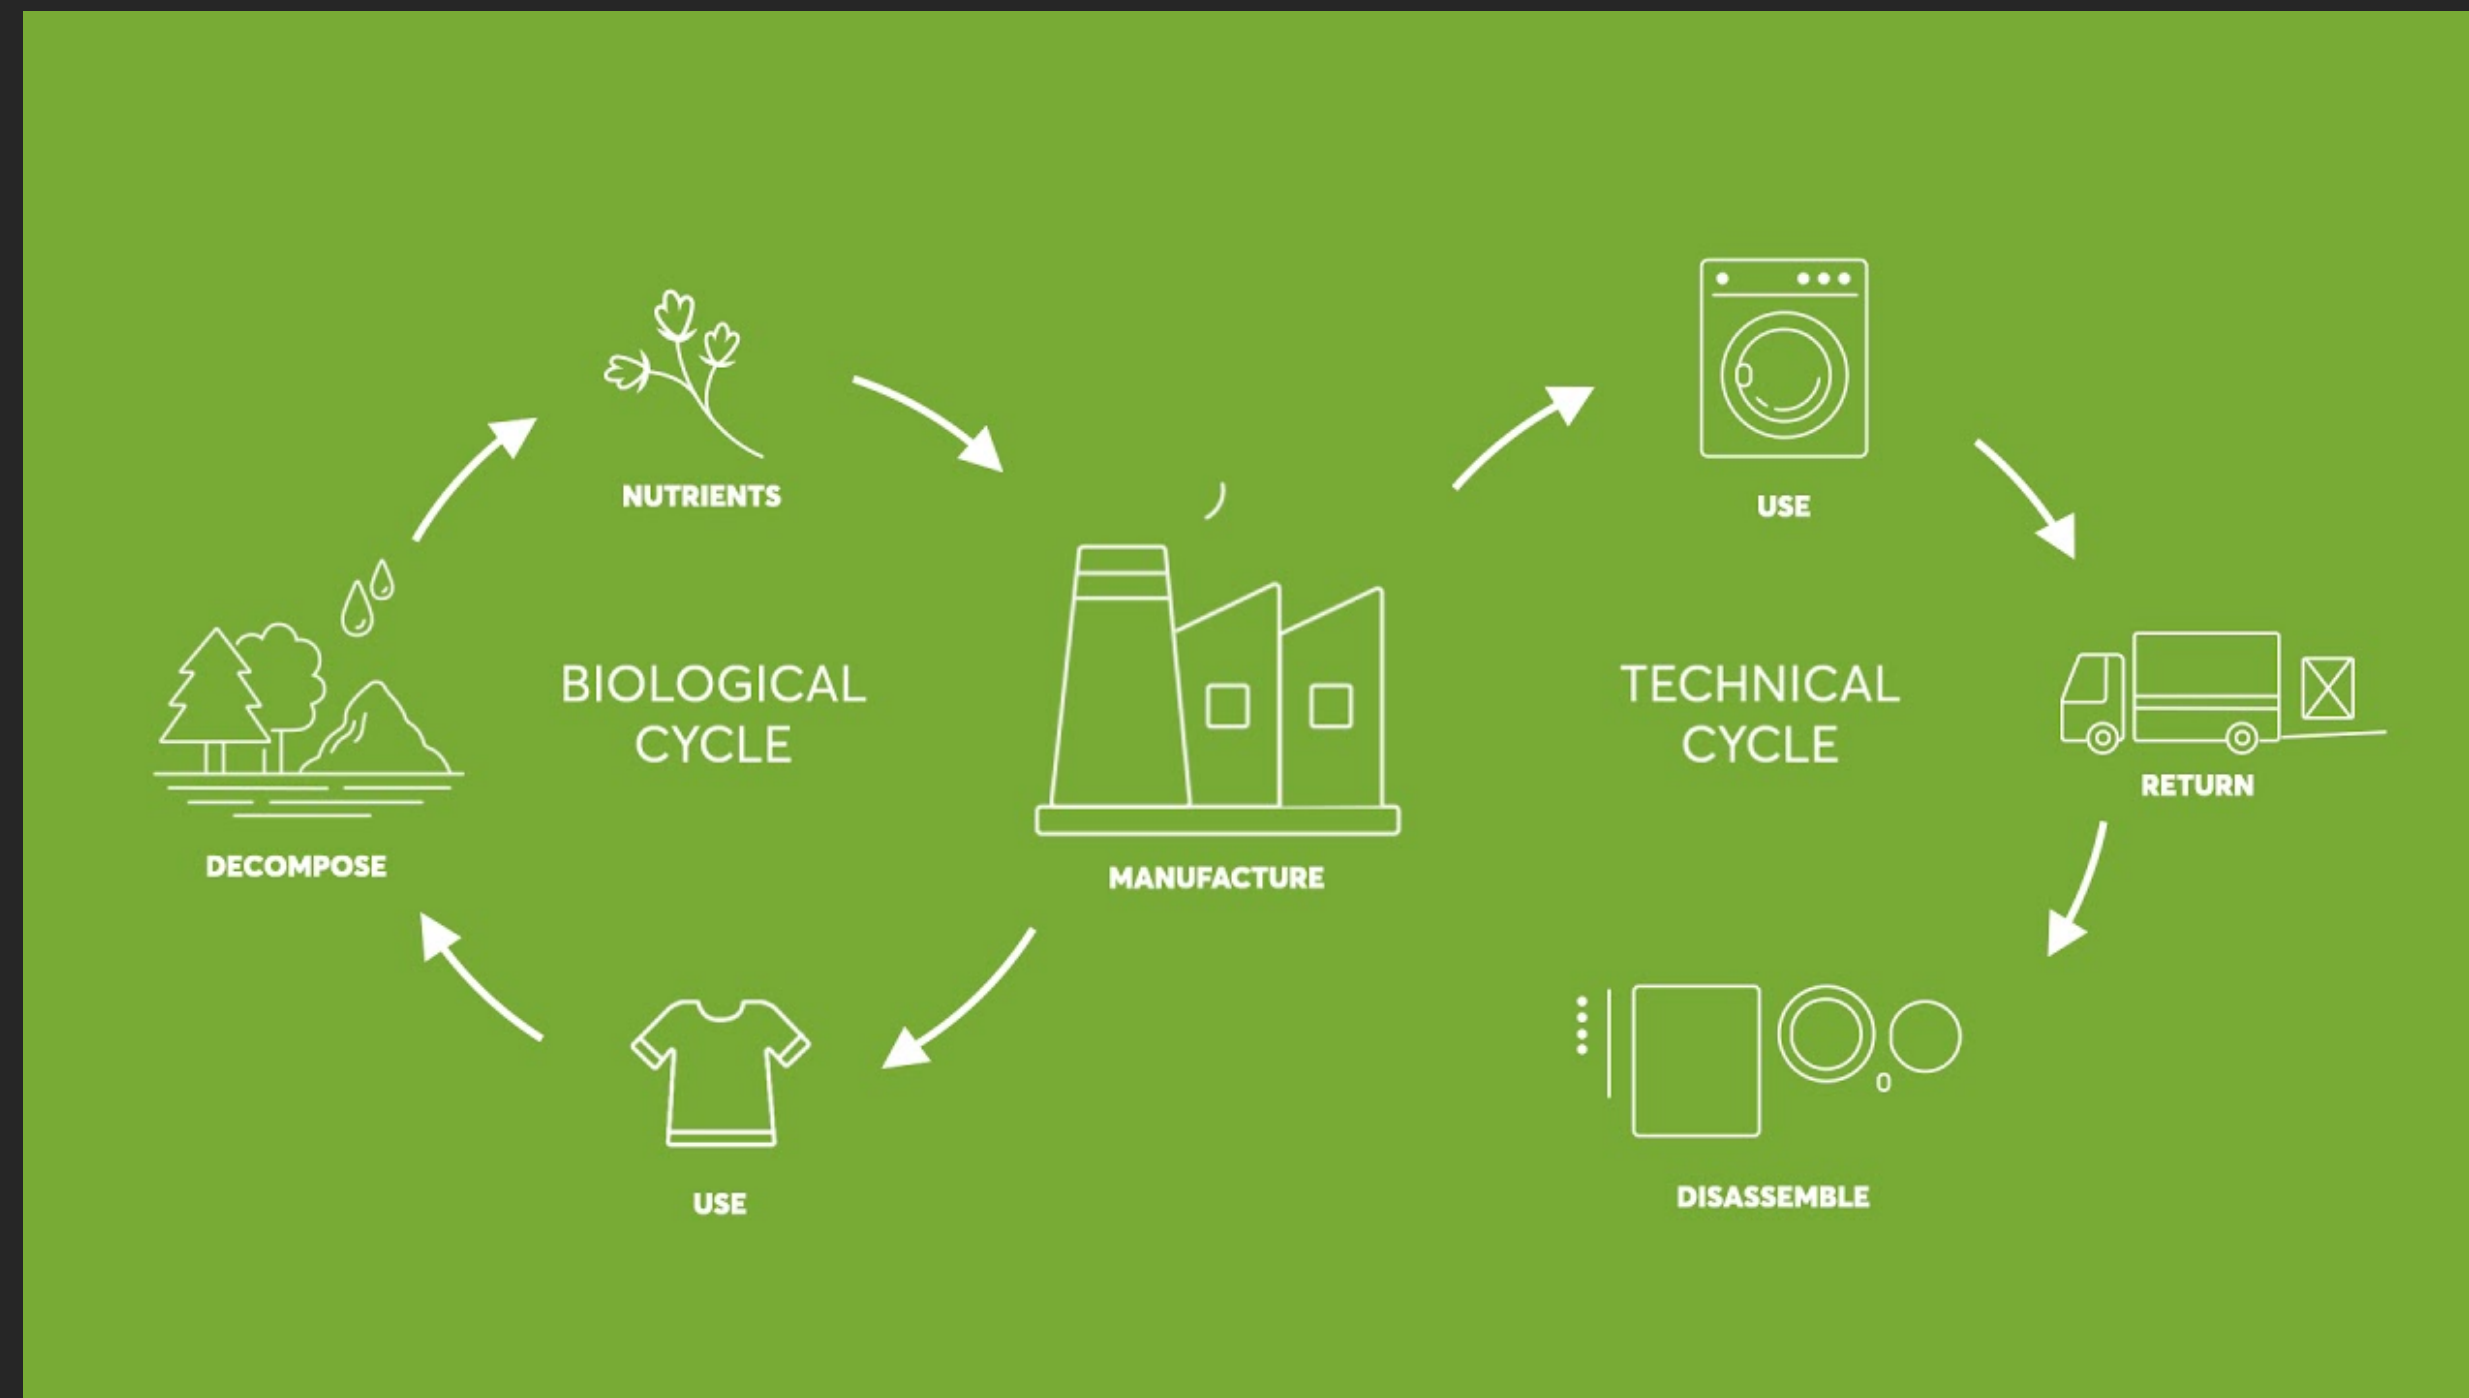 NUTRIENTS
USE
BIOLOGICAL
CYCLE
TECHNICAL
CYCLE
RETURN
DECOMPOSE
MANUFACTURE
USE
DISASSEMBLE